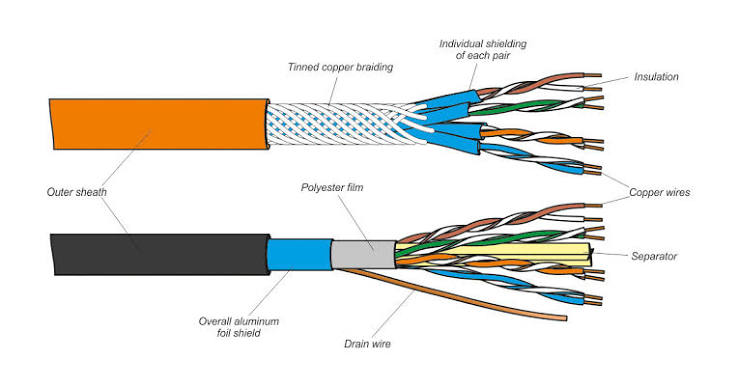 Individual shielding
of each pair
Tinned copper braiding
Insulation
Outer sheath
Polyester film
Copper wires
Separator
Overall aluminum
foil shield
Drain wire